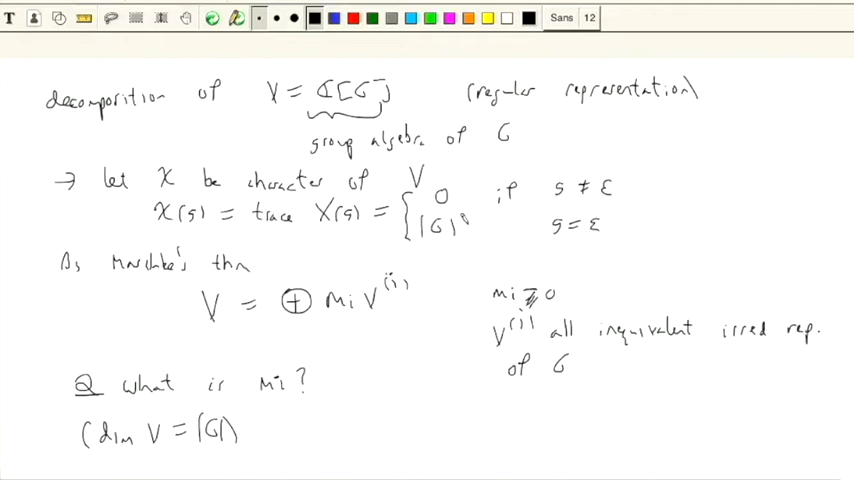 T Sans 12
decomposition of V = ℂ[G] (regular representation)
group algebra of G
→ let χ be character of V
χ(g) = trace X(g) = { 0 if g ≠ ε
|G| g = ε
By Maschke's thm
V = ⊕ mi V^(i)
mi ≥ 0
V^(i) all inequivalent irred rep.
of G
Q what is mi?
(dim V = |G|)